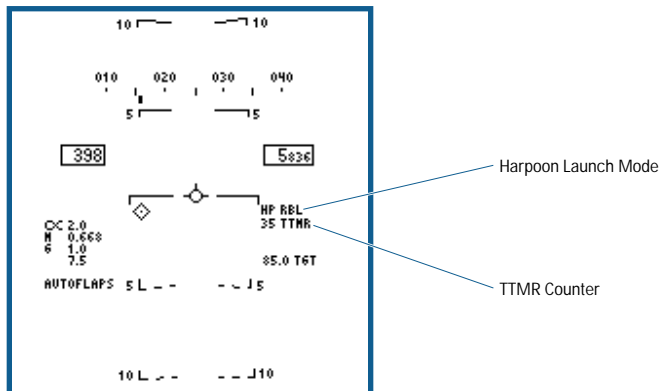 10 10
010 020 030 040
5 5
398 5836
Harpoon Launch Mode
HP RBL
35 TTMR
TTMR Counter
α 2.0
M 0.668
G 1.0
7.5
85.0 TGT
AUTOFLAPS 5 5
10 10